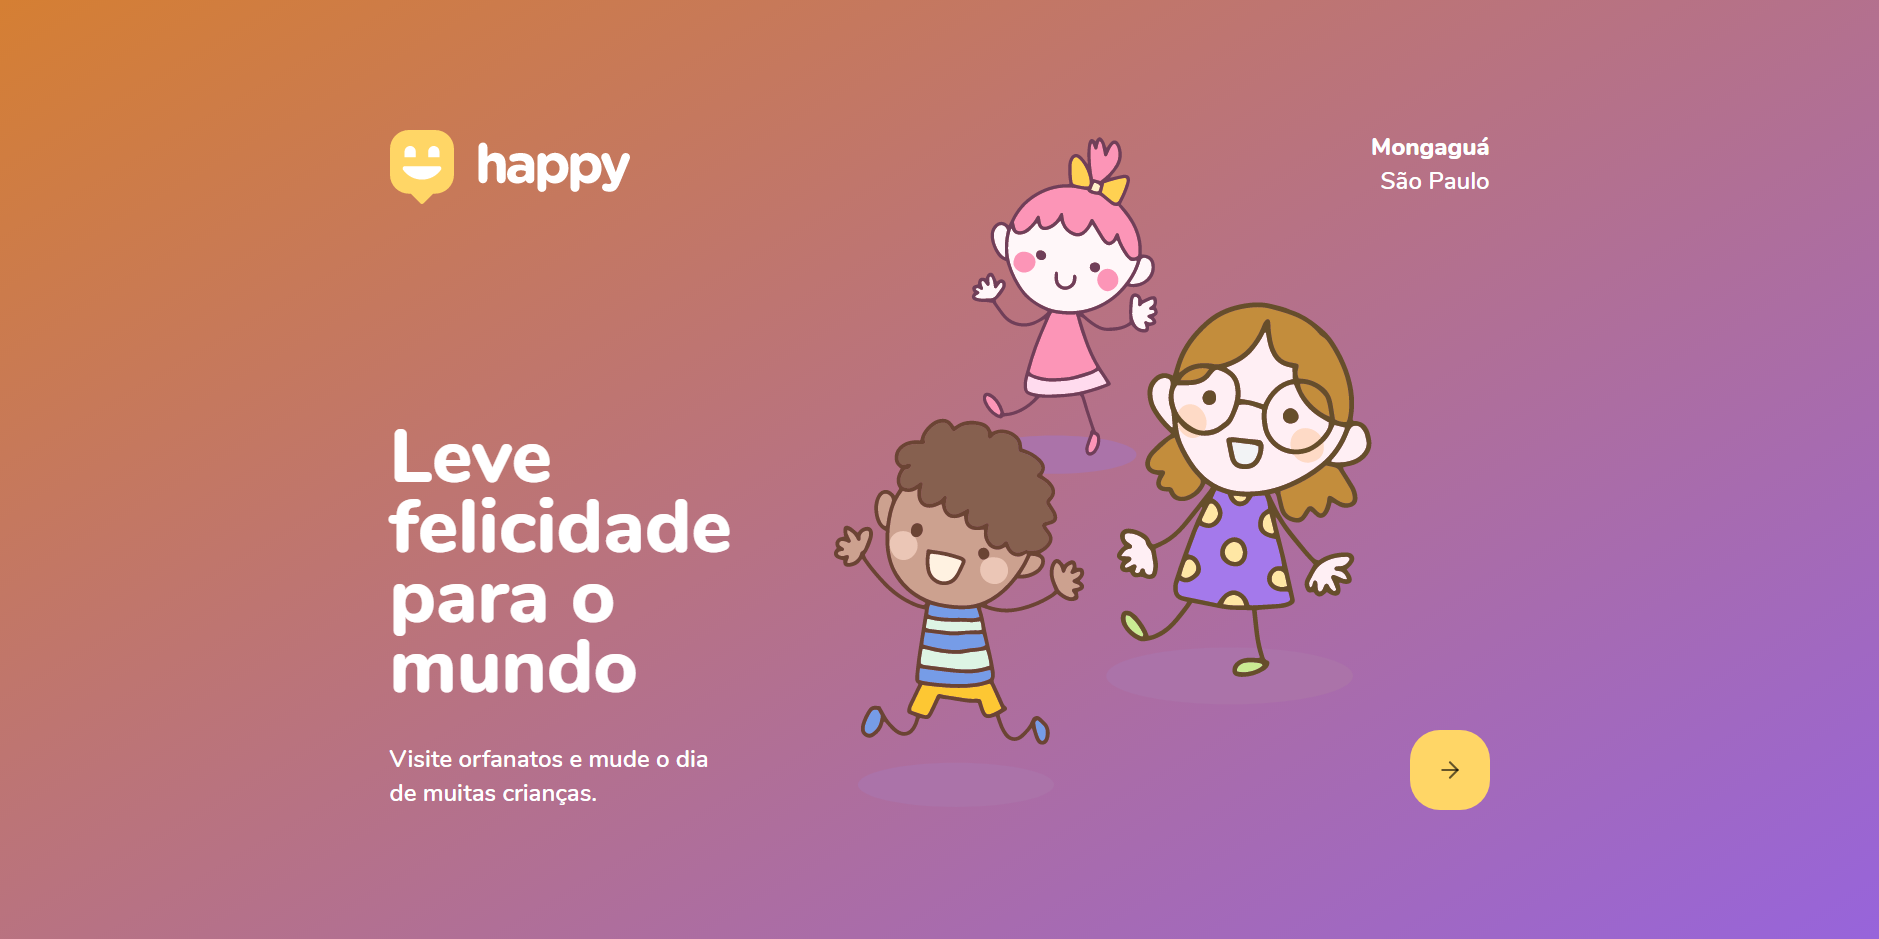 happy
Mongaguá
São Paulo
Leve
felicidade
para o
mundo
Visite orfanatos e mude o dia
de muitas crianças.